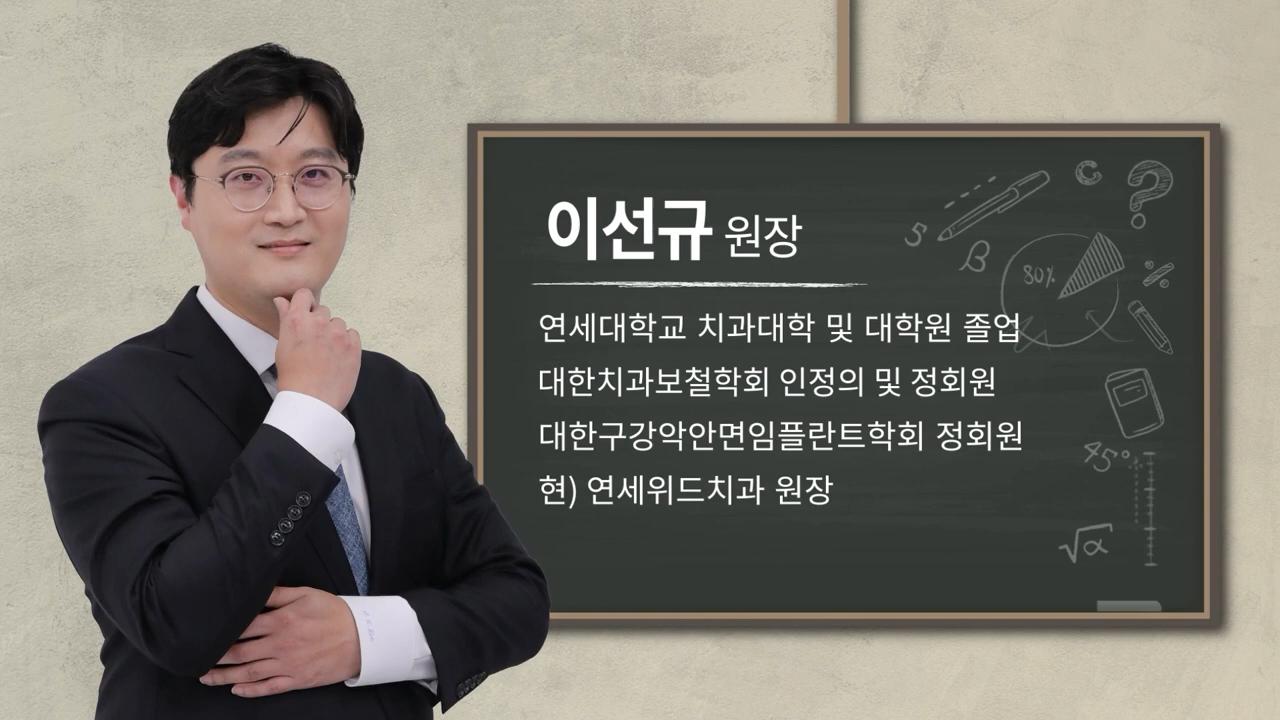 이선규 원장
연세대학교 치과대학 및 대학원 졸업
대한치과보철학회 인정의 및 정회원
대한구강악안면임플란트학회 정회원
현) 연세위드치과 원장
C
?
5
β
80%
%
45°
√α